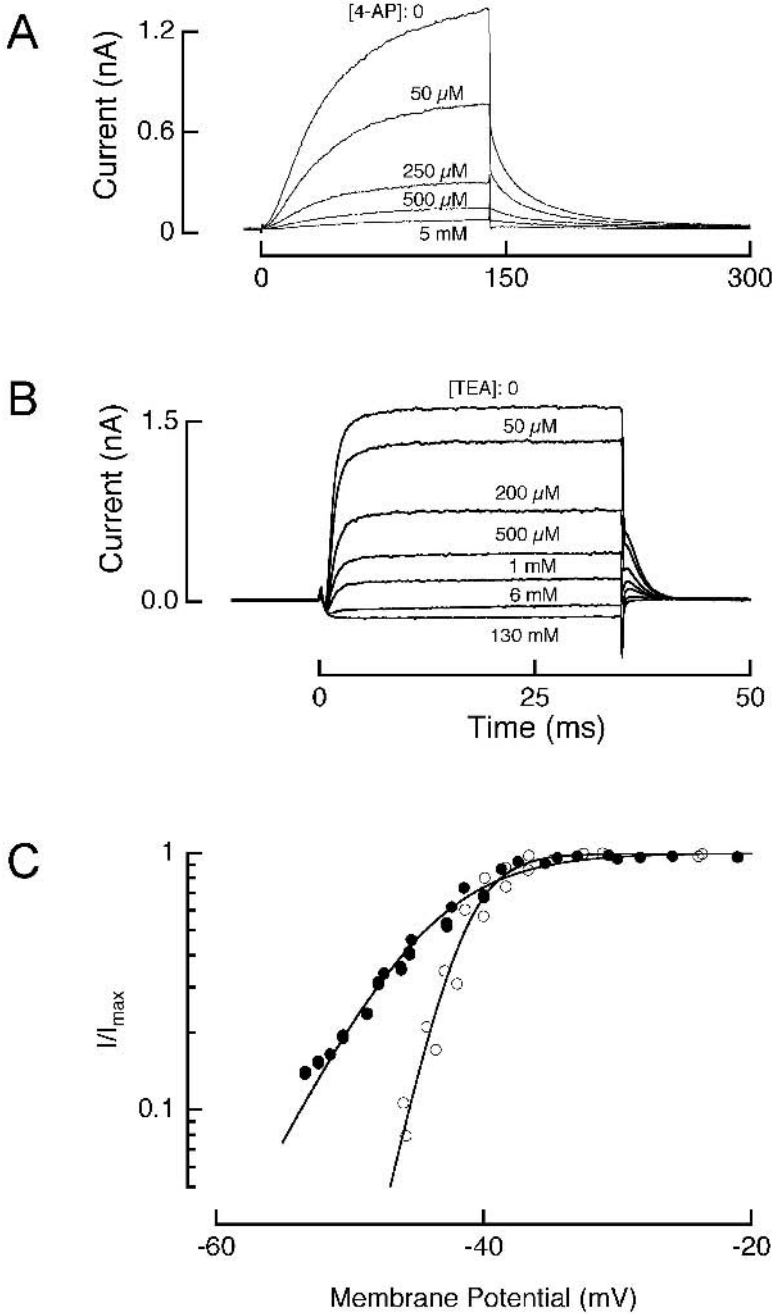 A
[4-AP]: 0
1.2
50 µM
0.6
Current (nA)
250 µM
500 µM
5 mM
0
0 150 300
B
[TEA]: 0
1.5
50 µM
Current (nA)
200 µM
500 µM
1 mM
0.0
6 mM
130 mM
0 25 50
Time (ms)
C
1
I/Imax
0.1
-60 -40 -20
Membrane Potential (mV)